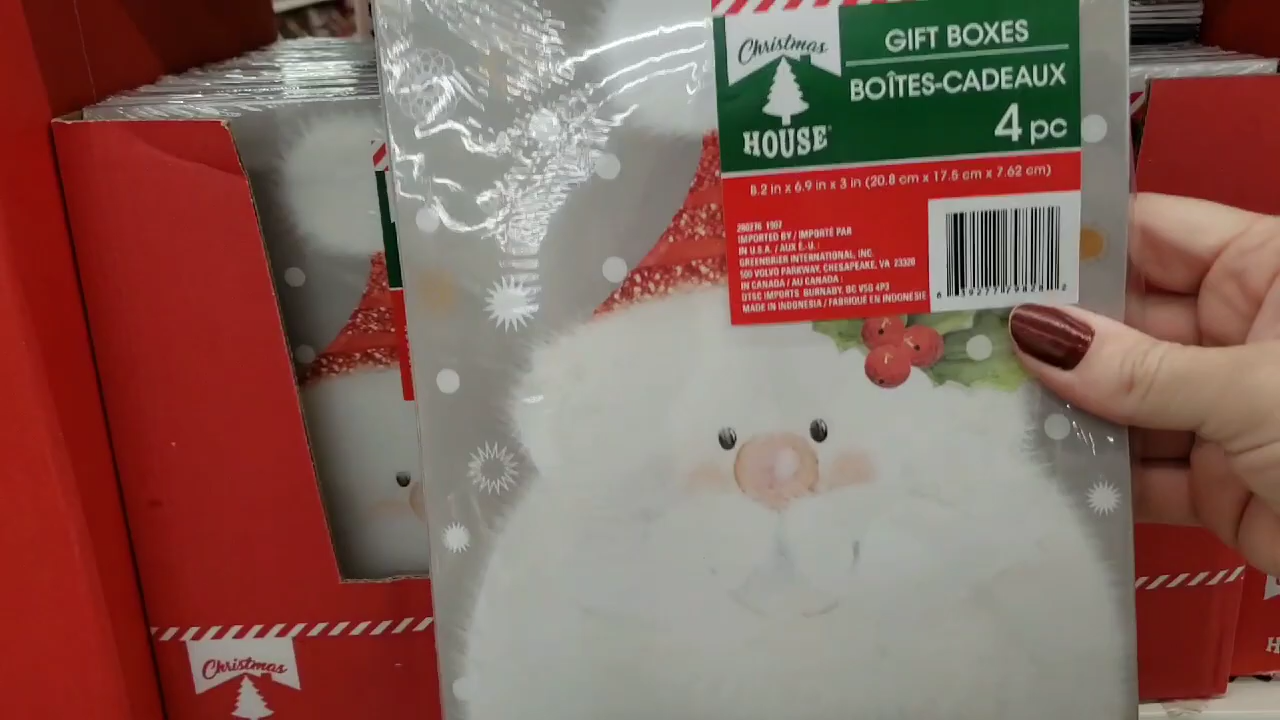 Christmas
HOUSE
GIFT BOXES
BOÎTES-CADEAUX
4 pc
8.2 in x 6.9 in x 3 in (20.8 cm x 17.5 cm x 7.62 cm)
280276 1907
IMPORTED BY / IMPORTÉ PAR
IN U.S.A. / AUX É.-U. :
GREENBRIER INTERNATIONAL, INC.
500 VOLVO PARKWAY, CHESAPEAKE, VA 23320
IN CANADA / AU CANADA :
DTSC IMPORTS, BURNABY, BC V5G 4P3
MADE IN INDONESIA / FABRIQUÉ EN INDONÉSIE
Christmas